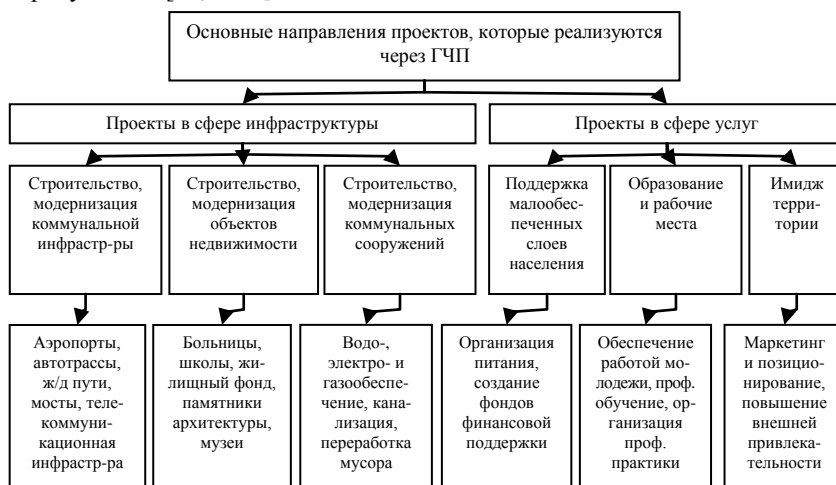 Основные направления проектов, которые реализуются
через ГЧП
Проекты в сфере инфраструктуры
Проекты в сфере услуг
Строительство,
модернизация
коммунальной
инфрастр-ры
Строительство,
модернизация
объектов
недвижимости
Строительство,
модернизация
коммунальных
сооружений
Поддержка
малообес-
печенных
слоев
населения
Образование
и рабочие
места
Имидж
терри-
тории
Аэропорты,
автотрассы,
ж/д пути,
мосты, теле-
коммуни-
кационная
инфрастр-ра
Больницы,
школы, жи-
лищный фонд,
памятники
архитектуры,
музеи
Водо-,
электро- и
газообеспе-
чение, кана-
лизация,
переработка
мусора
Организация
питания,
создание
фондов
финансовой
поддержки
Обеспечение
работой мо-
лодежи, проф.
обучение, ор-
ганизация
проф.
практики
Маркетинг
и позицио-
нирование,
повышение
внешней
привлека-
тельности